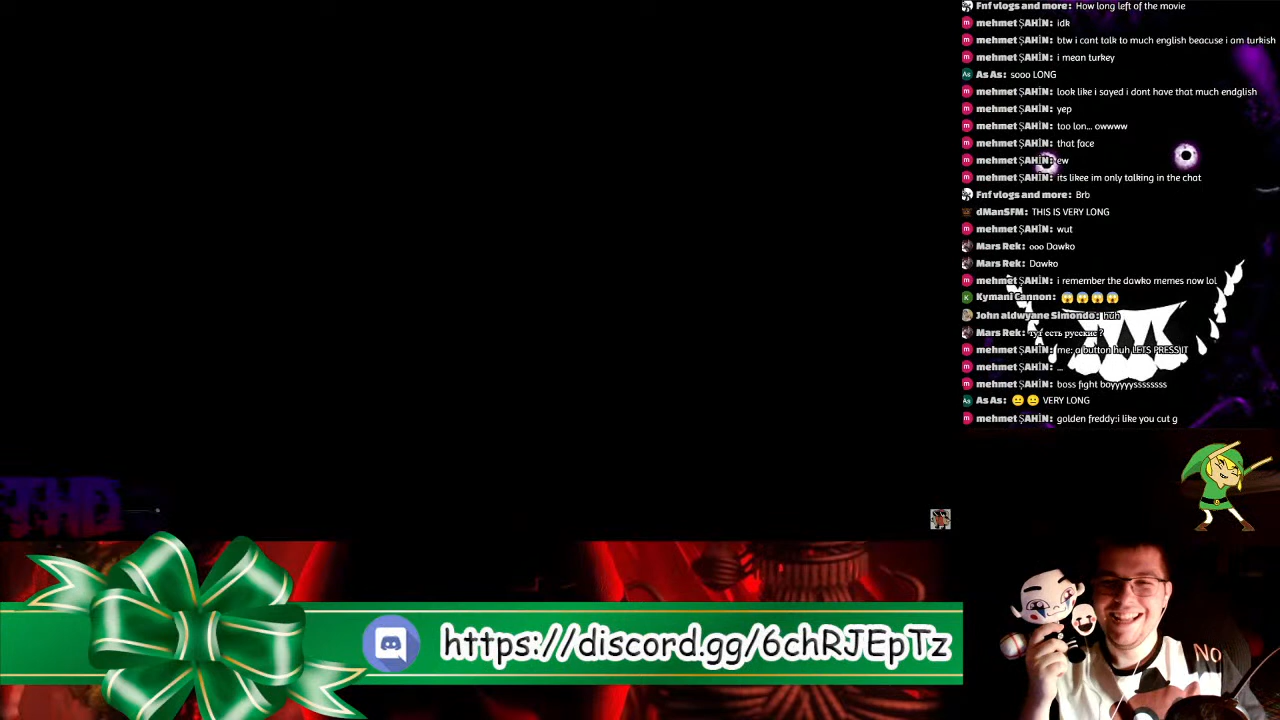 Fnf vlogs and more: How long left of the movie
mehmet ŞAHİN: idk
mehmet ŞAHİN: btw i cant talk to much english beacuse i am turkish
mehmet ŞAHİN: i mean turkey
As As: sooo LONG
mehmet ŞAHİN: look like i sayed i dont have that much endglish
mehmet ŞAHİN: yep
mehmet ŞAHİN: too lon... owwww
mehmet ŞAHİN: that face
mehmet ŞAHİN: ew
mehmet ŞAHİN: its likee im only talking in the chat
Fnf vlogs and more: Brb
dManSFM: THIS IS VERY LONG
mehmet ŞAHİN: wut
Mars Rek: ooo Dawko
Mars Rek: Dawko
mehmet ŞAHİN: i remember the dawko memes now lol
Kymani Cannon: 😱😱😱😱
John aldwyane Simondo: huh
Mars Rek: тут есть русские ?
mehmet ŞAHİN: me; a button huh LETS PRESS IT
mehmet ŞAHİN: ...
mehmet ŞAHİN: boss fight boyyyyyssssssss
As As: 😐😐 VERY LONG
mehmet ŞAHİN: golden freddy:i like you cut g
https://discord.gg/6chRJEpTz
NO